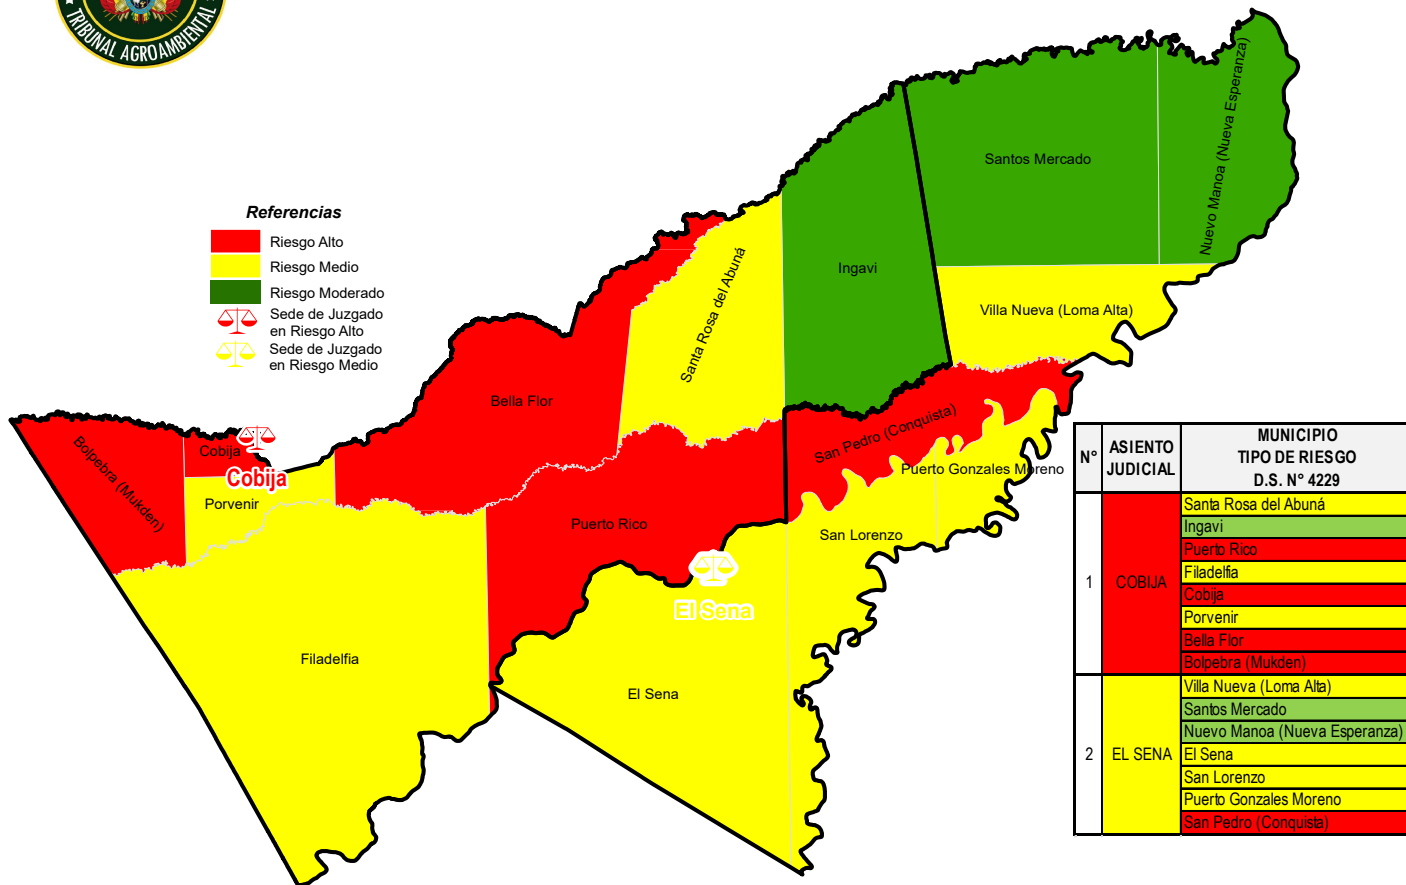 TRIBUNAL AGROAMBIENTAL
Referencias
Riesgo Alto
Riesgo Medio
Riesgo Moderado
Sede de Juzgado
en Riesgo Alto
Sede de Juzgado
en Riesgo Medio
Nuevo Manoa (Nueva Esperanza)
Santos Mercado
Ingavi
Villa Nueva (Loma Alta)
Santa Rosa del Abuná
Bella Flor
San Pedro (Conquista)
Bolpebra (Mukden)
Cobija
Cobija
Puerto Gonzales Moreno
Porvenir
Puerto Rico
San Lorenzo
El Sena
Filadelfia
El Sena
N°
ASIENTO
JUDICIAL
MUNICIPIO
TIPO DE RIESGO
D.S. N° 4229
1
COBIJA
Santa Rosa del Abuná
Ingavi
Puerto Rico
Filadelfia
Cobija
Porvenir
Bella Flor
Bolpebra (Mukden)
2
EL SENA
Villa Nueva (Loma Alta)
Santos Mercado
Nuevo Manoa (Nueva Esperanza)
El Sena
San Lorenzo
Puerto Gonzales Moreno
San Pedro (Conquista)